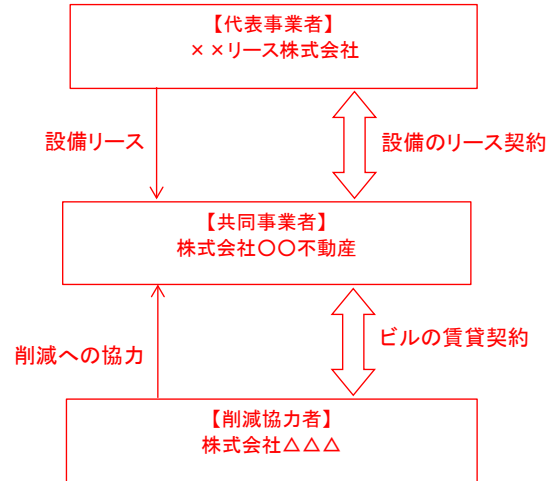 【代表事業者】
××リース株式会社
設備リース
設備のリース契約
【共同事業者】
株式会社〇〇不動産
削減への協力
ビルの賃貸契約
【削減協力者】
株式会社△△△